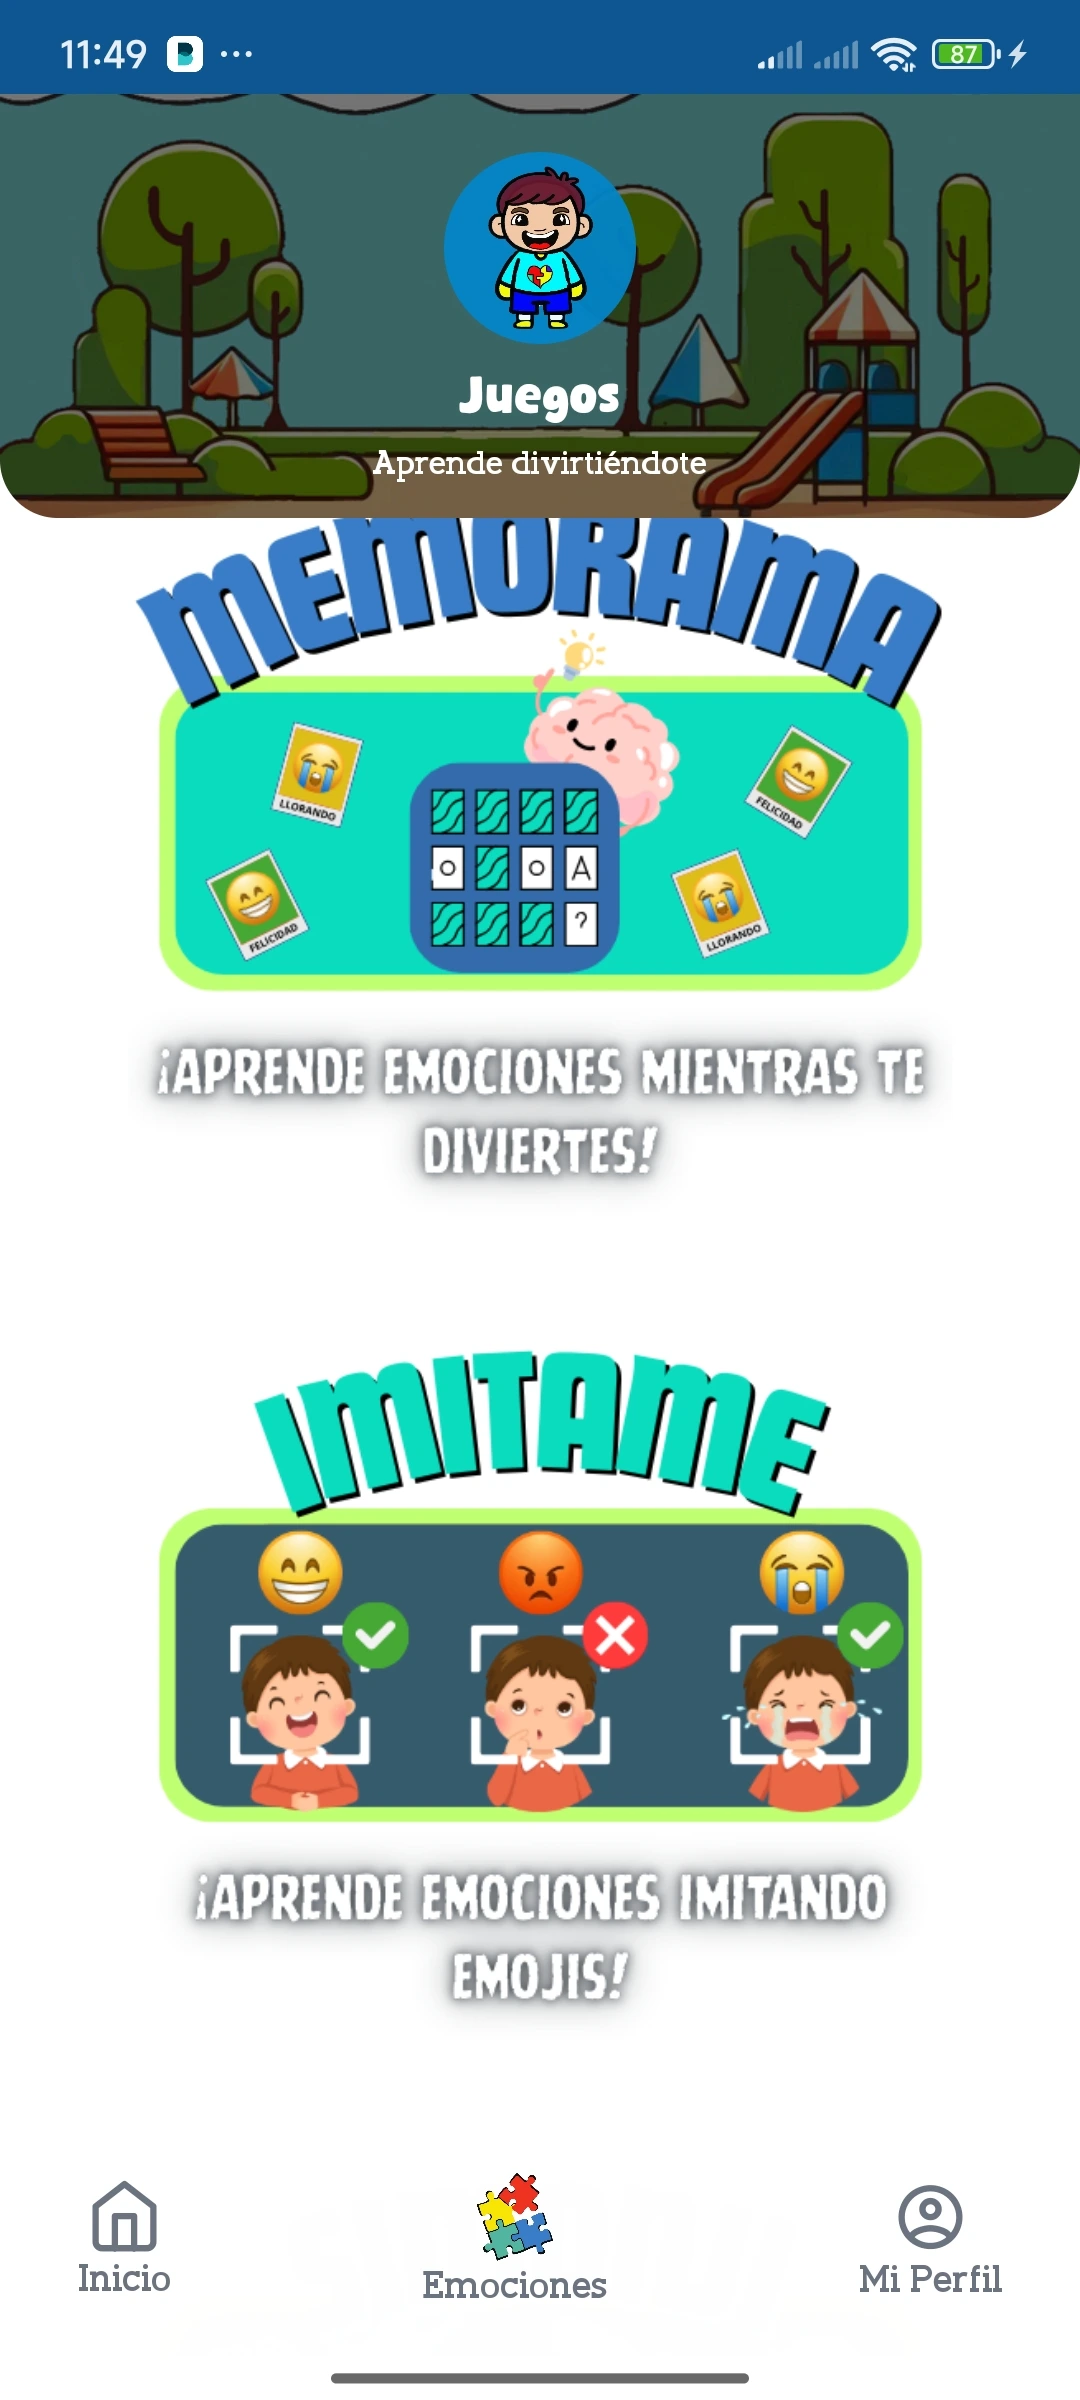 11:49
87
Juegos
Aprende divirtiéndote
MEMORAMA
LLORANDO
FELICIDAD
FELICIDAD
LLORANDO
O O A
?
¡APRENDE EMOCIONES MIENTRAS TE
DIVIERTES!
IMITAME
¡APRENDE EMOCIONES IMITANDO
EMOJIS!
Inicio
Emociones
Mi Perfil